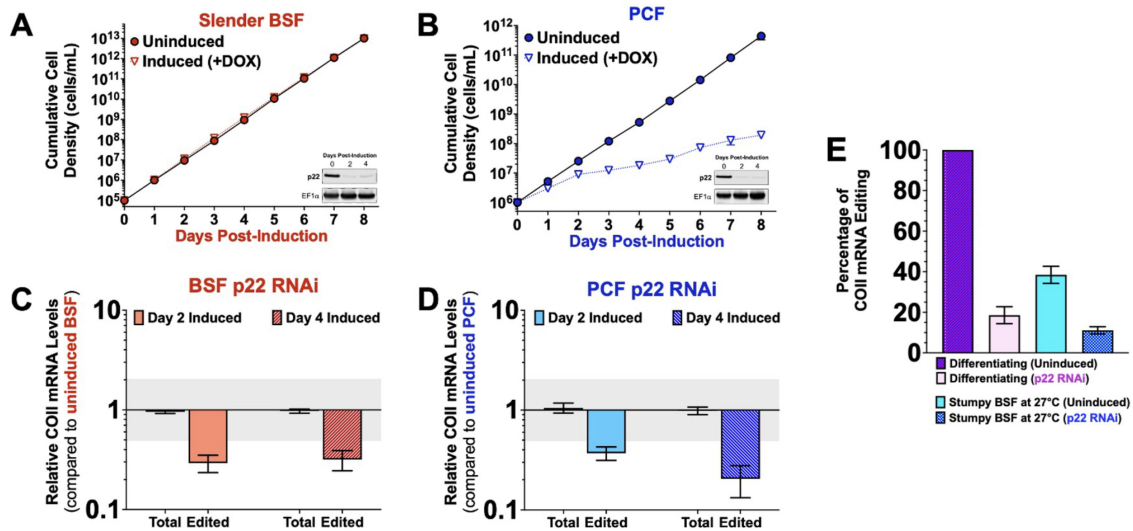 A
Slender BSF
Cumulative Cell
Density (cells/mL)
10^13
10^12
10^11
10^10
10^9
10^8
10^7
10^6
10^5
Uninduced
Induced (+DOX)
Days Post-Induction
0 2 4
p22
EF1α
0 1 2 3 4 5 6 7 8
Days Post-Induction
B
PCF
Cumulative Cell
Density (cells/mL)
10^12
10^11
10^10
10^9
10^8
10^7
10^6
Uninduced
Induced (+DOX)
Days Post-Induction
0 2 4
p22
EF1α
0 1 2 3 4 5 6 7 8
Days Post-Induction
C
BSF p22 RNAi
Relative COII mRNA Levels
(compared to uninduced BSF)
10
1
0.1
Day 2 Induced
Day 4 Induced
Total Edited
Total Edited
D
PCF p22 RNAi
Relative COII mRNA Levels
(compared to uninduced PCF)
10
1
0.1
Day 2 Induced
Day 4 Induced
Total Edited
Total Edited
E
Percentage of
COII mRNA Editing
100
80
60
40
20
0
Differentiating (Uninduced)
Differentiating (p22 RNAi)
Stumpy BSF at 27°C (Uninduced)
Stumpy BSF at 27°C (p22 RNAi)